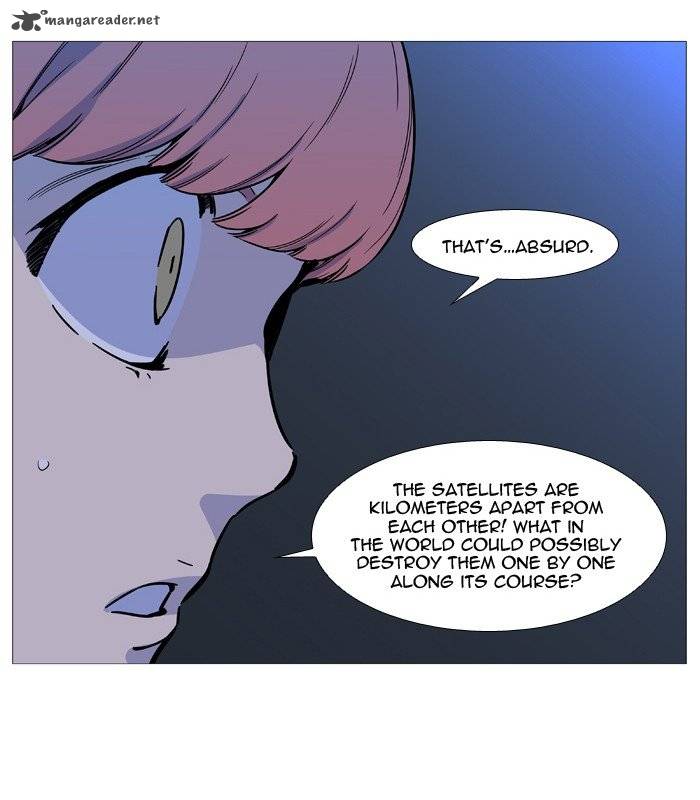 mangareader.net
THAT'S...ABSURD.
THE SATELLITES ARE
KILOMETERS APART FROM
EACH OTHER! WHAT IN
THE WORLD COULD POSSIBLY
DESTROY THEM ONE BY ONE
ALONG ITS COURSE?